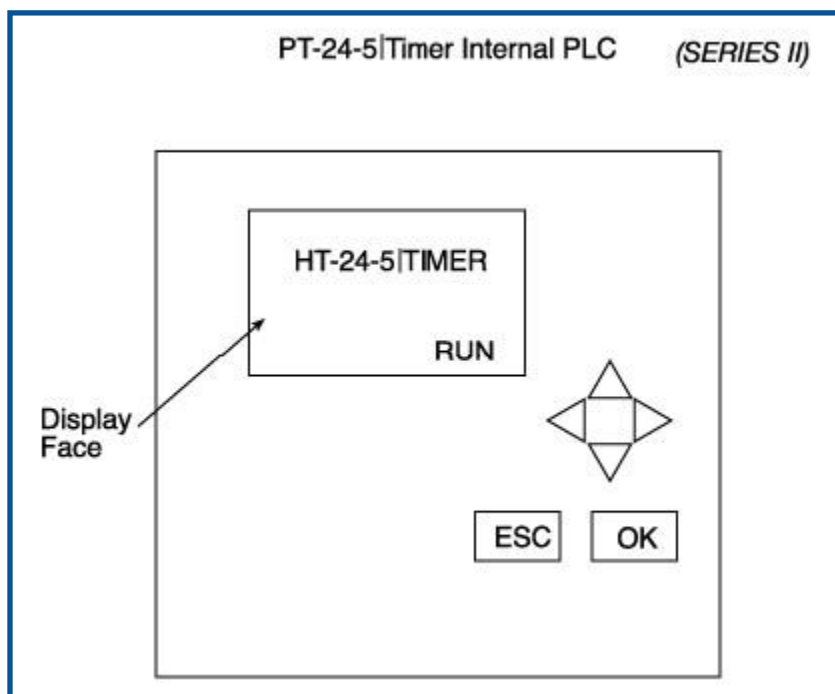 PT-24-5|Timer Internal PLC (SERIES II)
HT-24-5|TIMER
RUN
Display
Face
ESC OK